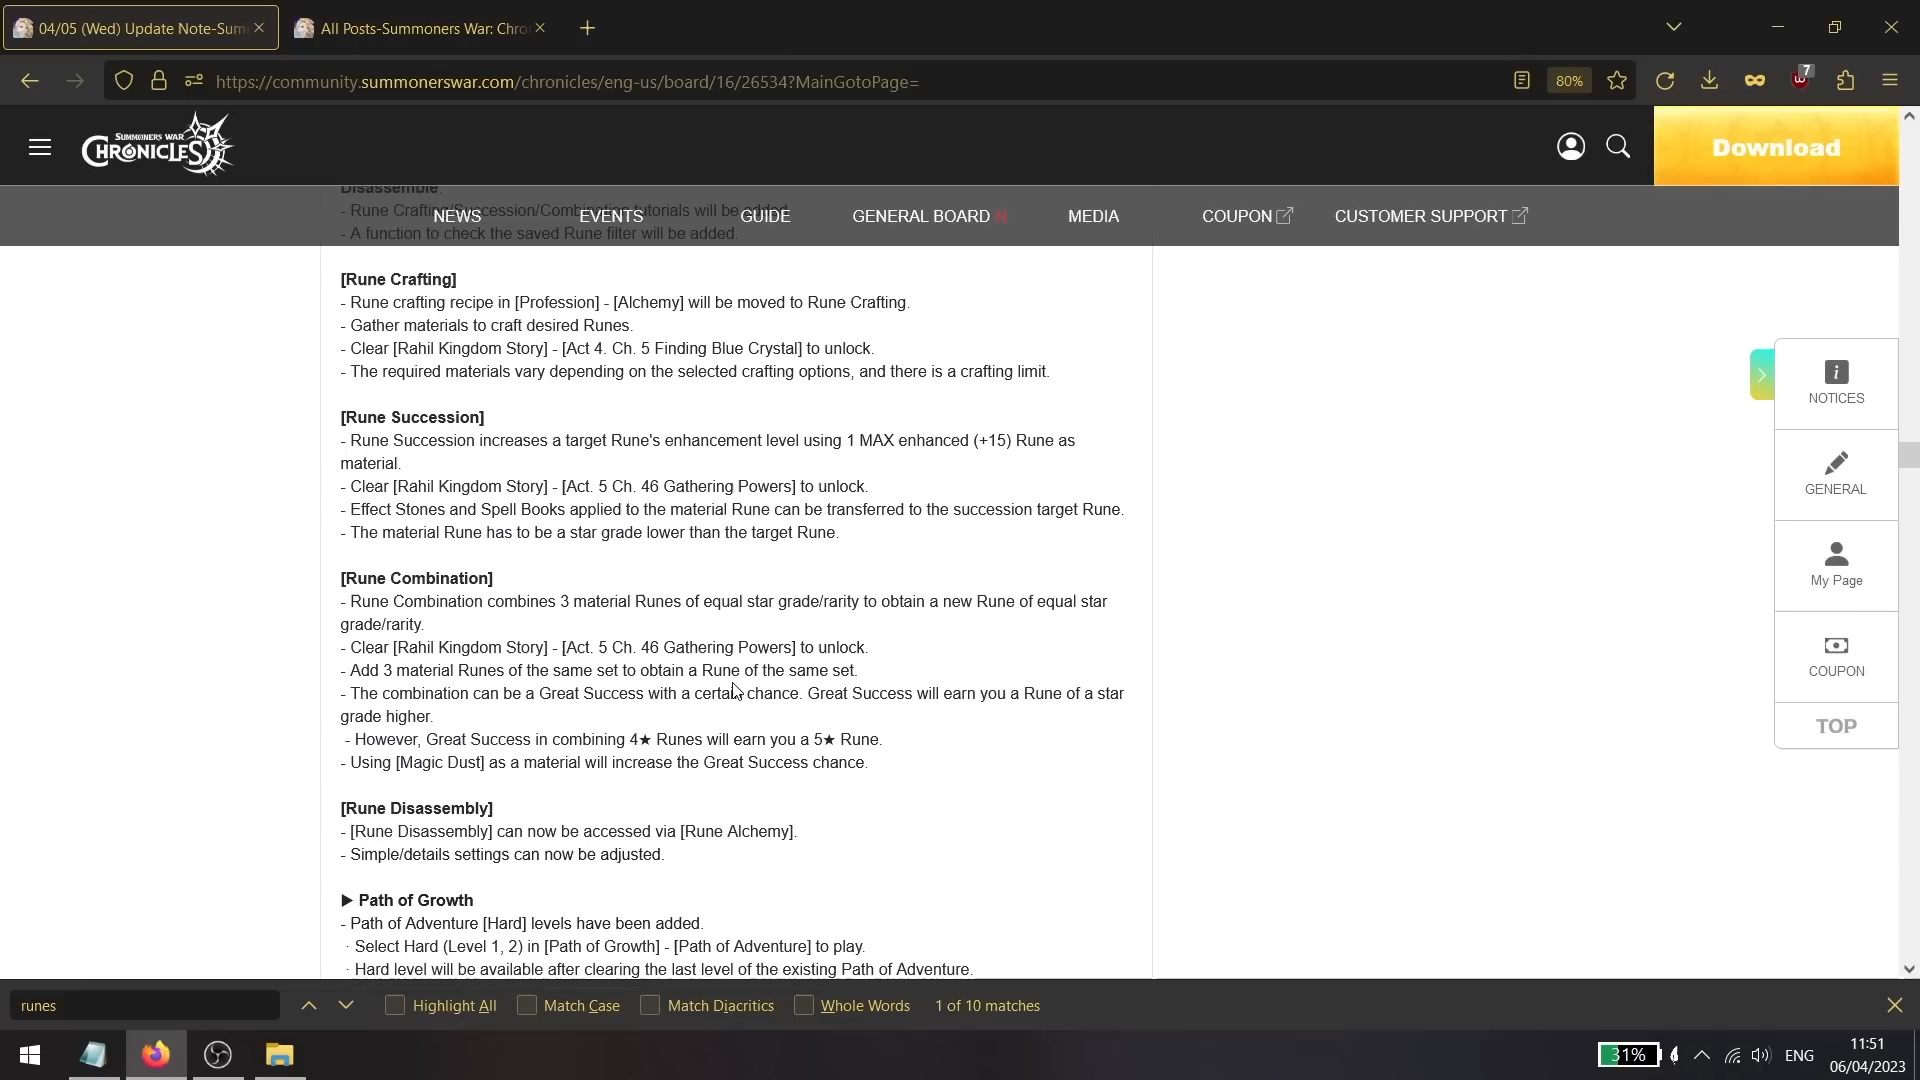 04/05 (Wed) Update Note-Sum
All Posts-Summoners War: Chro
https://community.summonerswar.com/chronicles/eng-us/board/16/26534?MainGotoPage=
80%
7
SUMMONERS WAR
CHRONICLES
Download
Disassemble.
- Rune Crafting/Succession/Combination tutorials will be added.
NEWS
EVENTS
GUIDE
GENERAL BOARD N
MEDIA
COUPON
CUSTOMER SUPPORT
- A function to check the saved Rune filter will be added.
[Rune Crafting]
- Rune crafting recipe in [Profession] - [Alchemy] will be moved to Rune Crafting.
- Gather materials to craft desired Runes.
- Clear [Rahil Kingdom Story] - [Act 4. Ch. 5 Finding Blue Crystal] to unlock.
- The required materials vary depending on the selected crafting options, and there is a crafting limit.
[Rune Succession]
- Rune Succession increases a target Rune's enhancement level using 1 MAX enhanced (+15) Rune as
material.
- Clear [Rahil Kingdom Story] - [Act. 5 Ch. 46 Gathering Powers] to unlock.
- Effect Stones and Spell Books applied to the material Rune can be transferred to the succession target Rune.
- The material Rune has to be a star grade lower than the target Rune.
[Rune Combination]
- Rune Combination combines 3 material Runes of equal star grade/rarity to obtain a new Rune of equal star
grade/rarity.
- Clear [Rahil Kingdom Story] - [Act. 5 Ch. 46 Gathering Powers] to unlock.
- Add 3 material Runes of the same set to obtain a Rune of the same set.
- The combination can be a Great Success with a certain chance. Great Success will earn you a Rune of a star
grade higher.
- However, Great Success in combining 4★ Runes will earn you a 5★ Rune.
- Using [Magic Dust] as a material will increase the Great Success chance.
[Rune Disassembly]
- [Rune Disassembly] can now be accessed via [Rune Alchemy].
- Simple/details settings can now be adjusted.
▶ Path of Growth
- Path of Adventure [Hard] levels have been added.
· Select Hard (Level 1, 2) in [Path of Growth] - [Path of Adventure] to play.
· Hard level will be available after clearing the last level of the existing Path of Adventure.
NOTICES
GENERAL
My Page
COUPON
TOP
runes
Highlight All
Match Case
Match Diacritics
Whole Words
1 of 10 matches
31%
ENG
11:51
06/04/2023